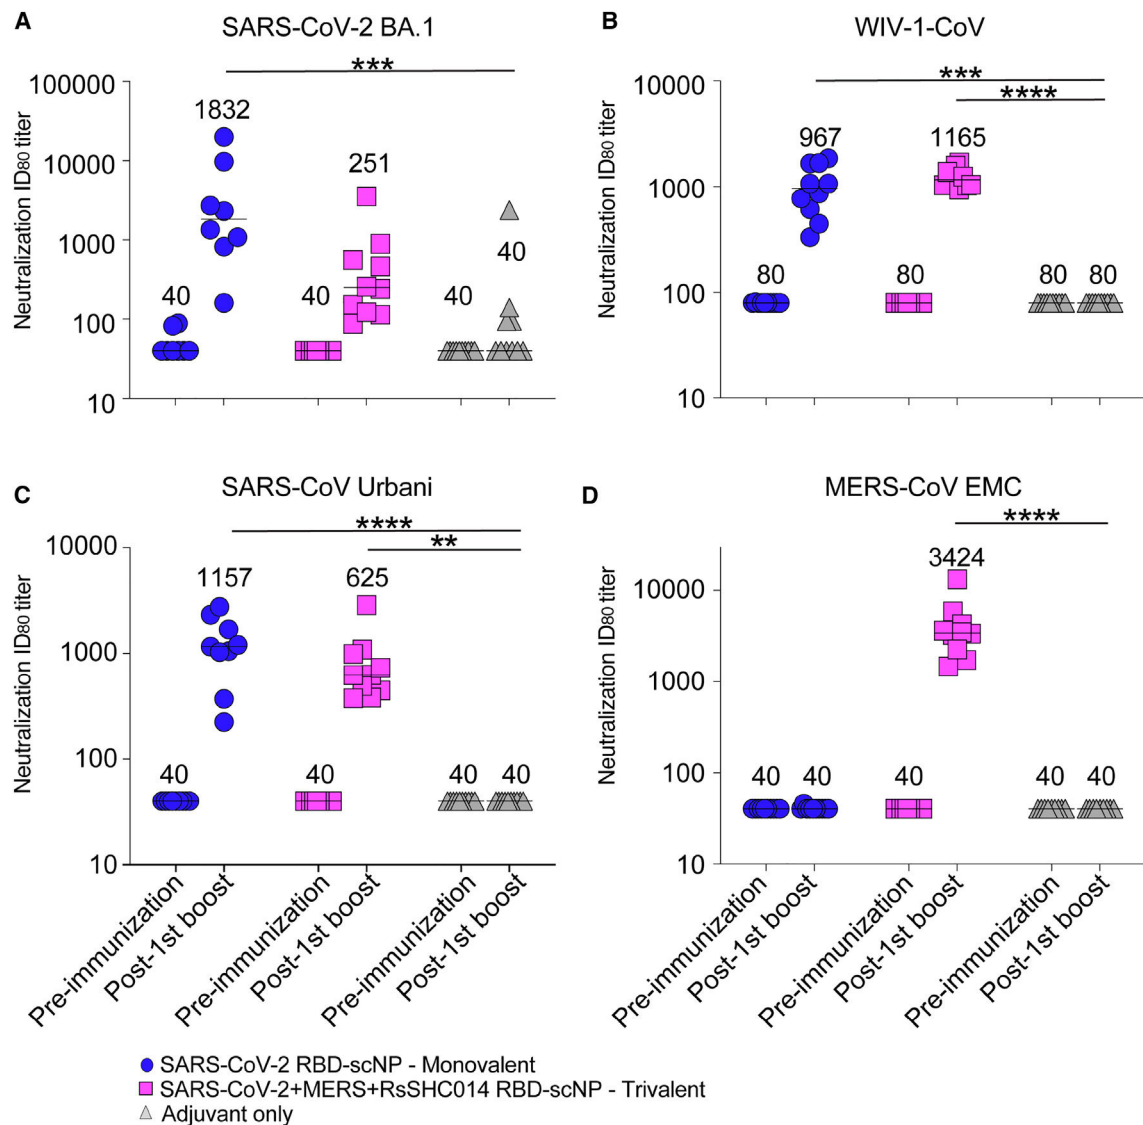 A
SARS-CoV-2 BA.1
Neutralization ID80 titer
100000
10000
1000
100
10
***
40
1832
40
251
40
40
B
WIV-1-CoV
Neutralization ID80 titer
10000
1000
100
10
***
****
80
967
80
1165
80
80
C
SARS-CoV Urbani
Neutralization ID80 titer
10000
1000
100
10
****
**
40
1157
40
625
40
40
Pre-immunization
Post-1st boost
Pre-immunization
Post-1st boost
Pre-immunization
Post-1st boost
D
MERS-CoV EMC
Neutralization ID80 titer
10000
1000
100
10
****
40
40
40
3424
40
40
Pre-immunization
Post-1st boost
Pre-immunization
Post-1st boost
Pre-immunization
Post-1st boost
SARS-CoV-2 RBD-scNP - Monovalent
SARS-CoV-2+MERS+RsSHC014 RBD-scNP - Trivalent
Adjuvant only